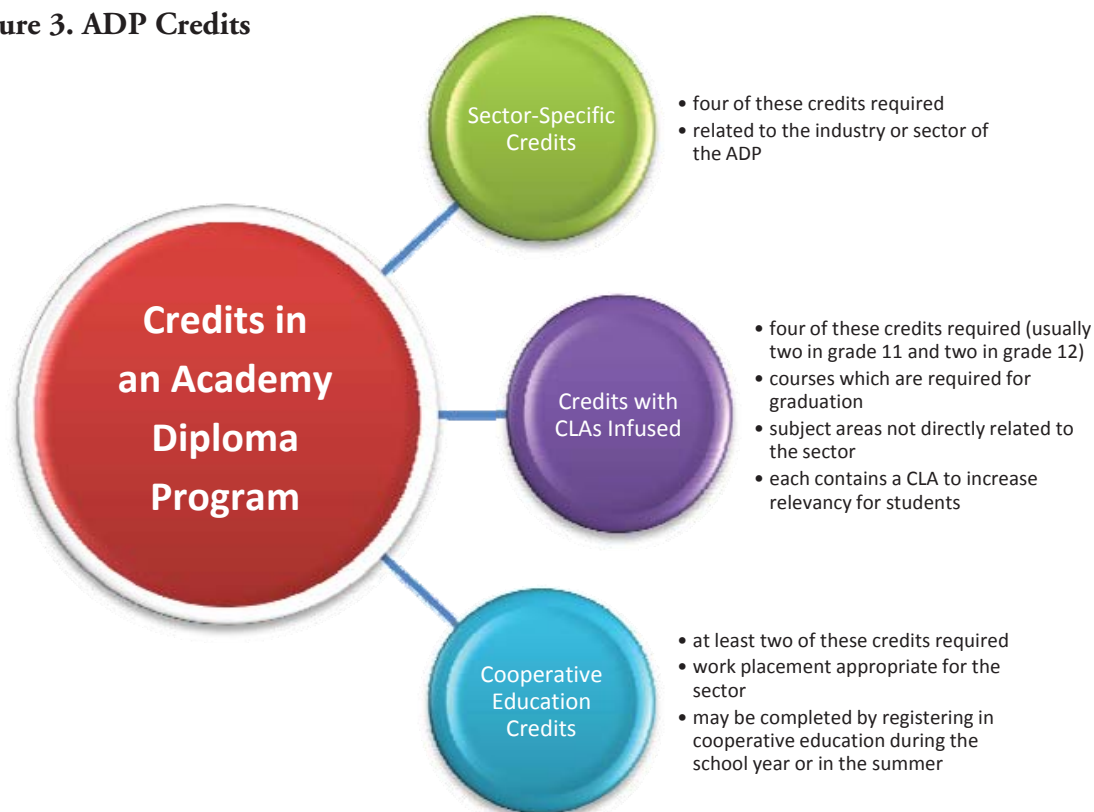 ure 3. ADP Credits
Sector-Specific
Credits
• four of these credits required
• related to the industry or sector of
the ADP
Credits in
an Academy
Diploma
Program
Credits with
CLAs Infused
• four of these credits required (usually
two in grade 11 and two in grade 12)
• courses which are required for
graduation
• subject areas not directly related to
the sector
• each contains a CLA to increase
relevancy for students
Cooperative
Education
Credits
• at least two of these credits required
• work placement appropriate for the
sector
• may be completed by registering in
cooperative education during the
school year or in the summer